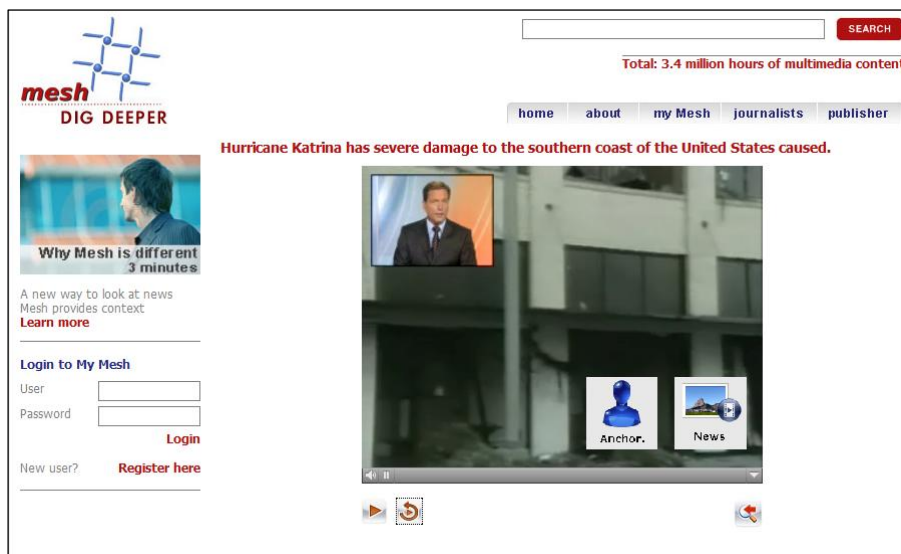 SEARCH
Total: 3.4 million hours of multimedia content
mesh
DIG DEEPER
home about my Mesh journalists publisher
Hurricane Katrina has severe damage to the southern coast of the United States caused.
Why Mesh is different
3 minutes
A new way to look at news
Mesh provides context
Learn more
Login to My Mesh
User
Password
Login
New user? Register here
Anchor. News